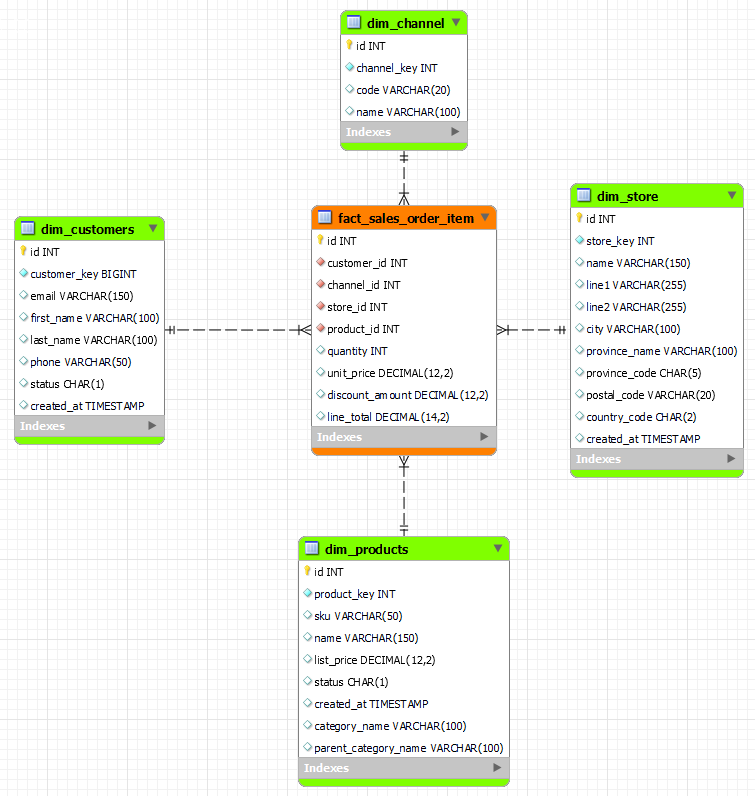 dim_channel
id INT
channel_key INT
code VARCHAR(20)
name VARCHAR(100)
Indexes
dim_customers
id INT
customer_key BIGINT
email VARCHAR(150)
first_name VARCHAR(100)
last_name VARCHAR(100)
phone VARCHAR(50)
status CHAR(1)
created_at TIMESTAMP
Indexes
fact_sales_order_item
id INT
customer_id INT
channel_id INT
store_id INT
product_id INT
quantity INT
unit_price DECIMAL(12,2)
discount_amount DECIMAL(12,2)
line_total DECIMAL(14,2)
Indexes
dim_store
id INT
store_key INT
name VARCHAR(150)
line1 VARCHAR(255)
line2 VARCHAR(255)
city VARCHAR(100)
province_name VARCHAR(100)
province_code CHAR(5)
postal_code VARCHAR(20)
country_code CHAR(2)
created_at TIMESTAMP
Indexes
dim_products
id INT
product_key INT
sku VARCHAR(50)
name VARCHAR(150)
list_price DECIMAL(12,2)
status CHAR(1)
created_at TIMESTAMP
category_name VARCHAR(100)
parent_category_name VARCHAR(100)
Indexes